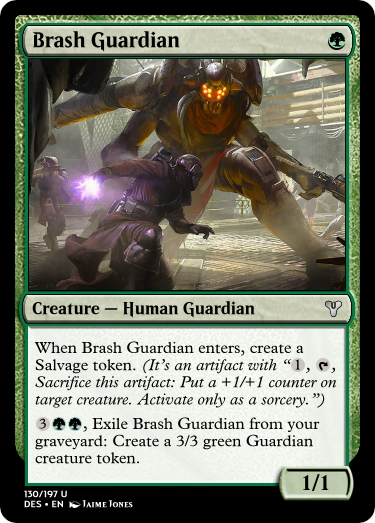 Brash Guardian
Creature — Human Guardian
When Brash Guardian enters, create a
Salvage token. (It's an artifact with “1, T,
Sacrifice this artifact: Put a +1/+1 counter on
target creature. Activate only as a sorcery.”)
3, Exile Brash Guardian from your
graveyard: Create a 3/3 green Guardian
creature token.
1/1
130/197 U
DES • EN Jaime Jones